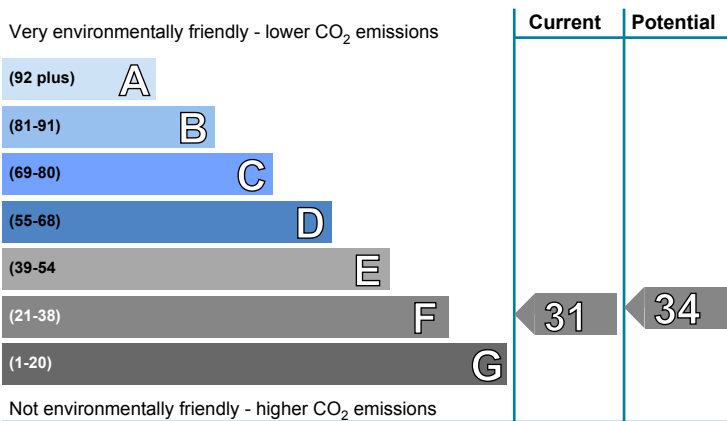 Very environmentally friendly - lower CO2 emissions
Current
Potential
(92 plus) A
(81-91) B
(69-80) C
(55-68) D
(39-54 E
(21-38) F
31
34
(1-20) G
Not environmentally friendly - higher CO2 emissions